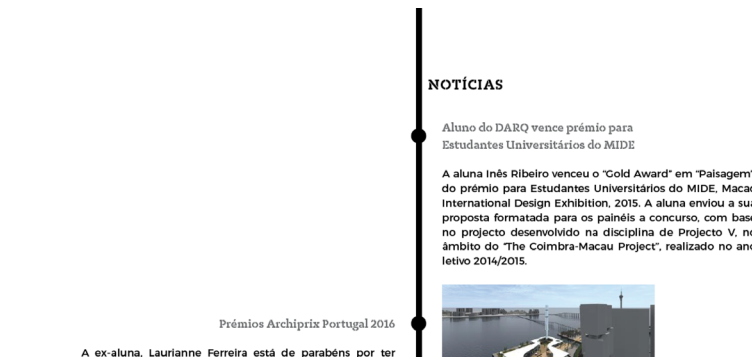 NOTÍCIAS
Aluno do DARQ vence prémio para
Estudantes Universitários do MIDE
A aluna Inês Ribeiro venceu o "Gold Award" em "Paisagem"
do prémio para Estudantes Universitários do MIDE, Macao
International Design Exhibition, 2015. A aluna enviou a sua
proposta formatada para os painéis a concurso, com base
no projecto desenvolvido na disciplina de Projecto V, no
âmbito do "The Coimbra-Macau Project", realizado no ano
letivo 2014/2015.
Prémios Archiprix Portugal 2016
A ex-aluna, Laurianne Ferreira está de parabéns por ter